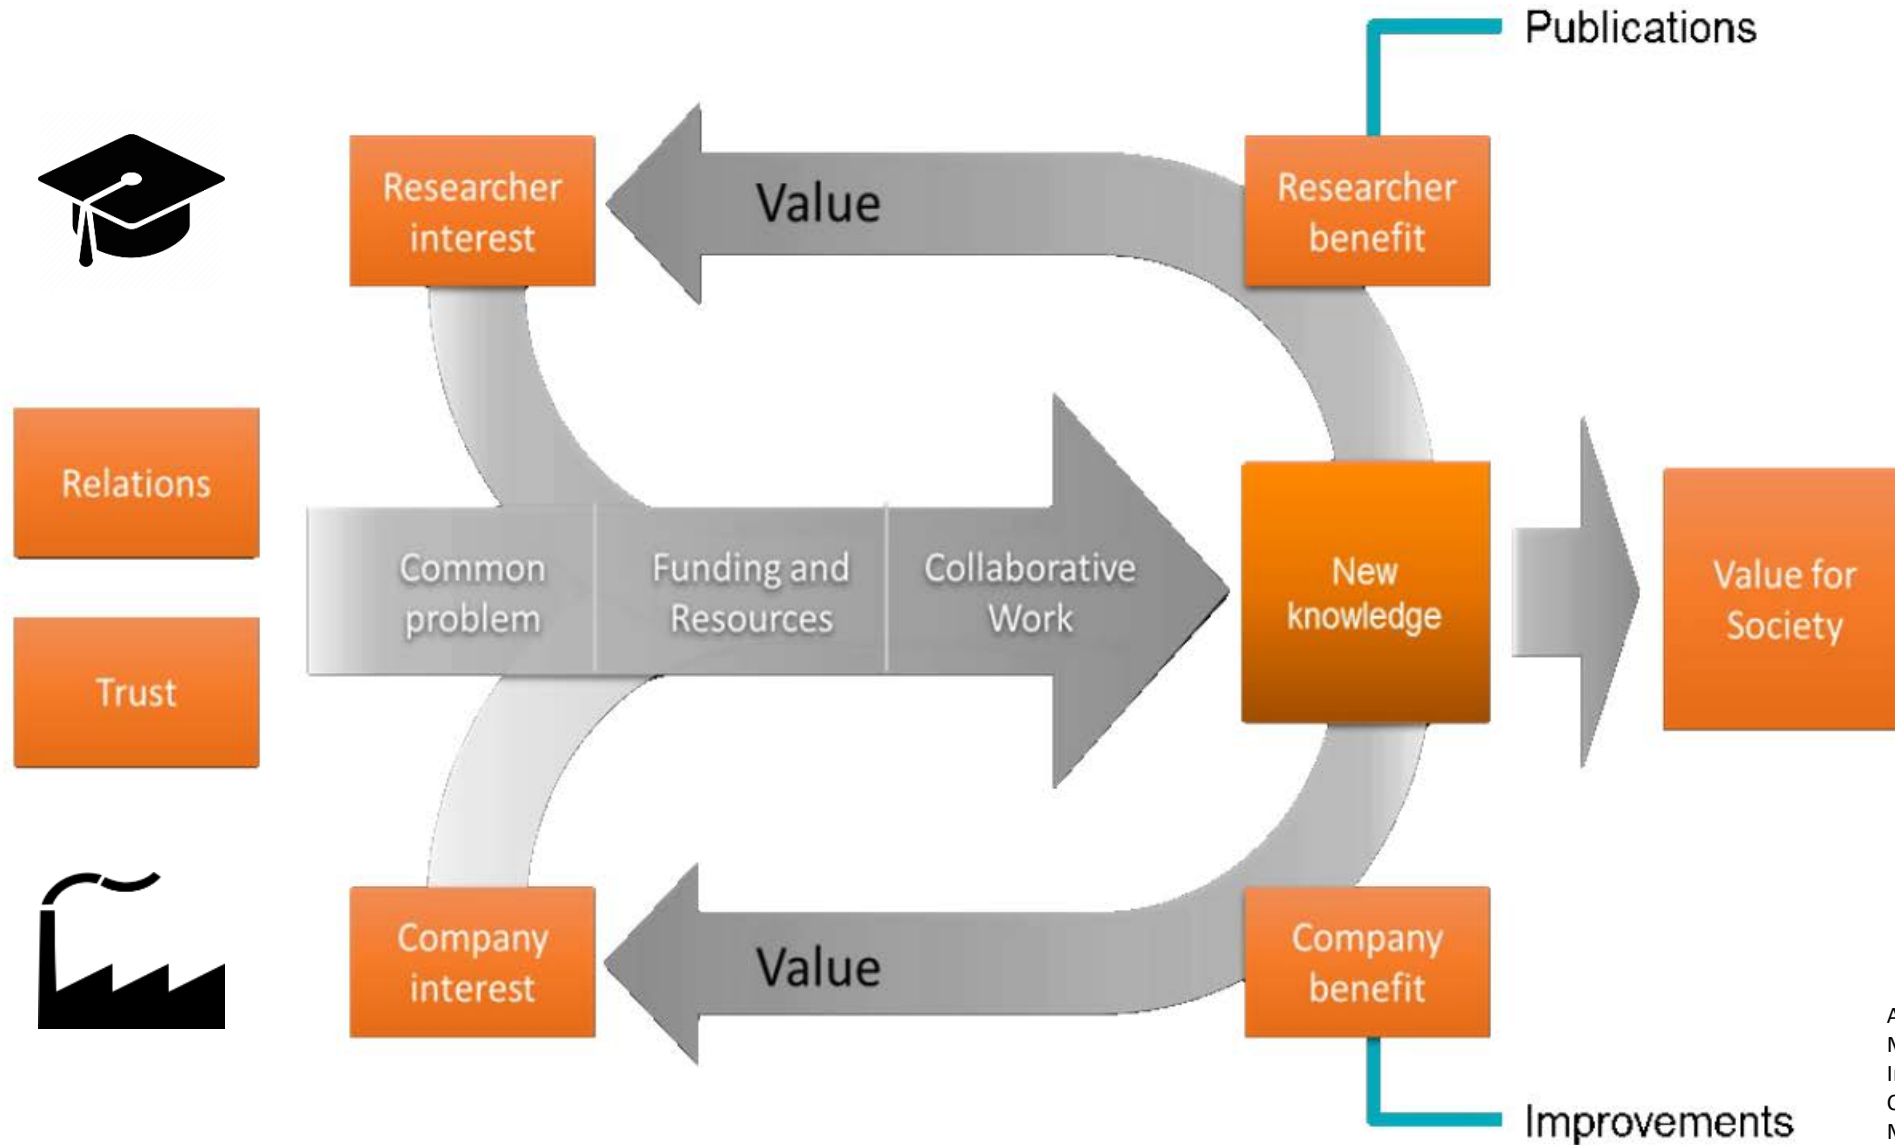 Publications
Researcher
interest
Value
Researcher
benefit
Relations
Trust
Common
problem
Funding and
Resources
Collaborative
Work
New
knowledge
Value for
Society
Company
interest
Value
Company
benefit
Improvements